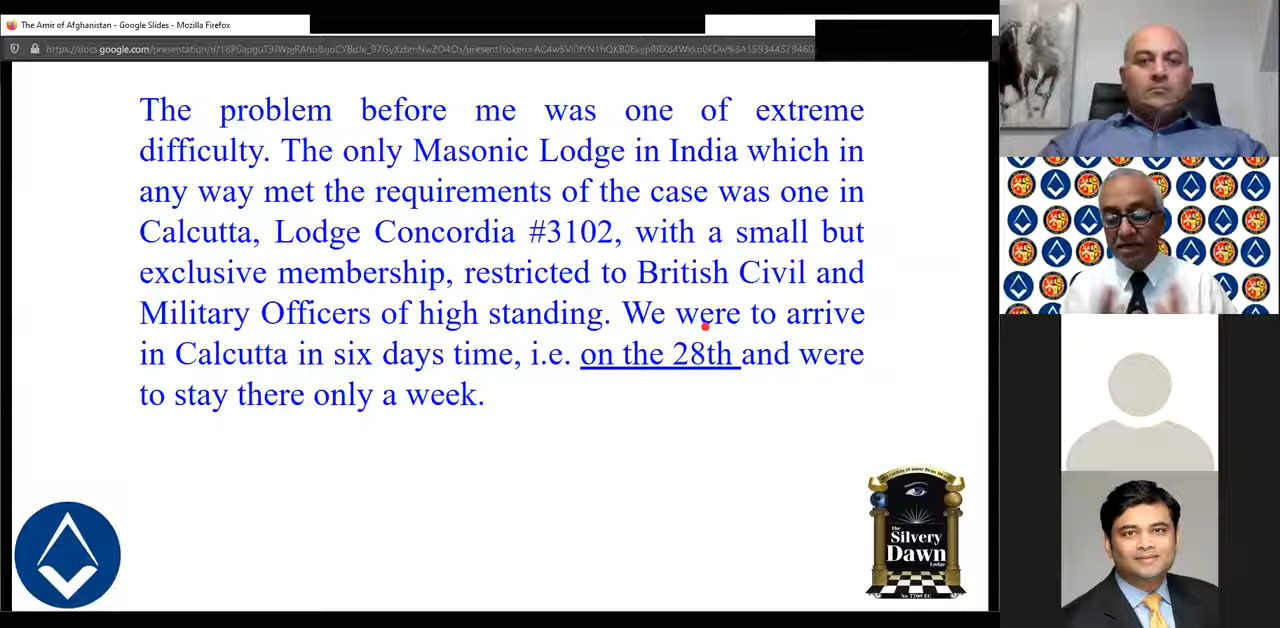 The Amir of Afghanistan - Google Slides - Mozilla Firefox
The problem before me was one of extreme
difficulty. The only Masonic Lodge in India which in
any way met the requirements of the case was one in
Calcutta, Lodge Concordia #3102, with a small but
exclusive membership, restricted to British Civil and
Military Officers of high standing. We were to arrive
in Calcutta in six days time, i.e. on the 28th and were
to stay there only a week.
The
Silvery
Dawn
Lodge
No 7700 EC